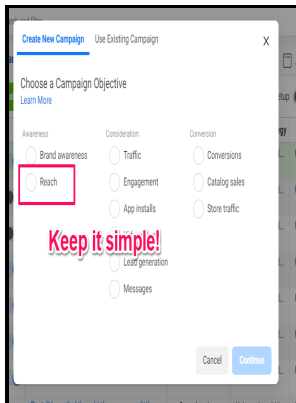 Create New Campaign Use Existing Campaign X
Choose a Campaign Objective
Learn More
Awareness Consideration Conversion
Brand awareness Traffic Conversions
Reach Engagement Catalog sales
App installs Store traffic
Keep it simple!
Lead generation
Messages
Cancel Continue